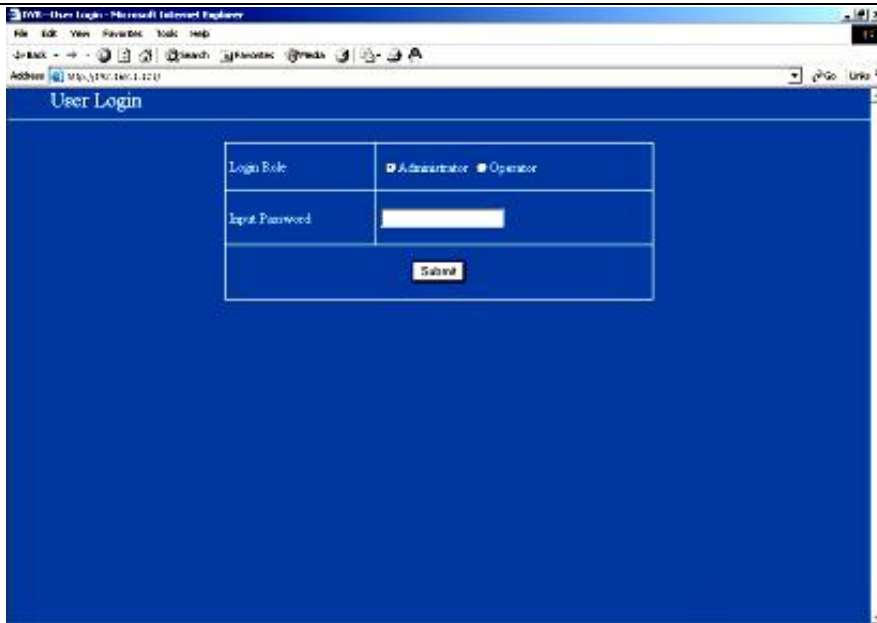 DVR--User Login - Microsoft Internet Explorer
File Edit View Favorites Tools Help
Back Search Favorites Media
Address Go Links
User Login
Login Role Administrator Operator
Input Password
Submit